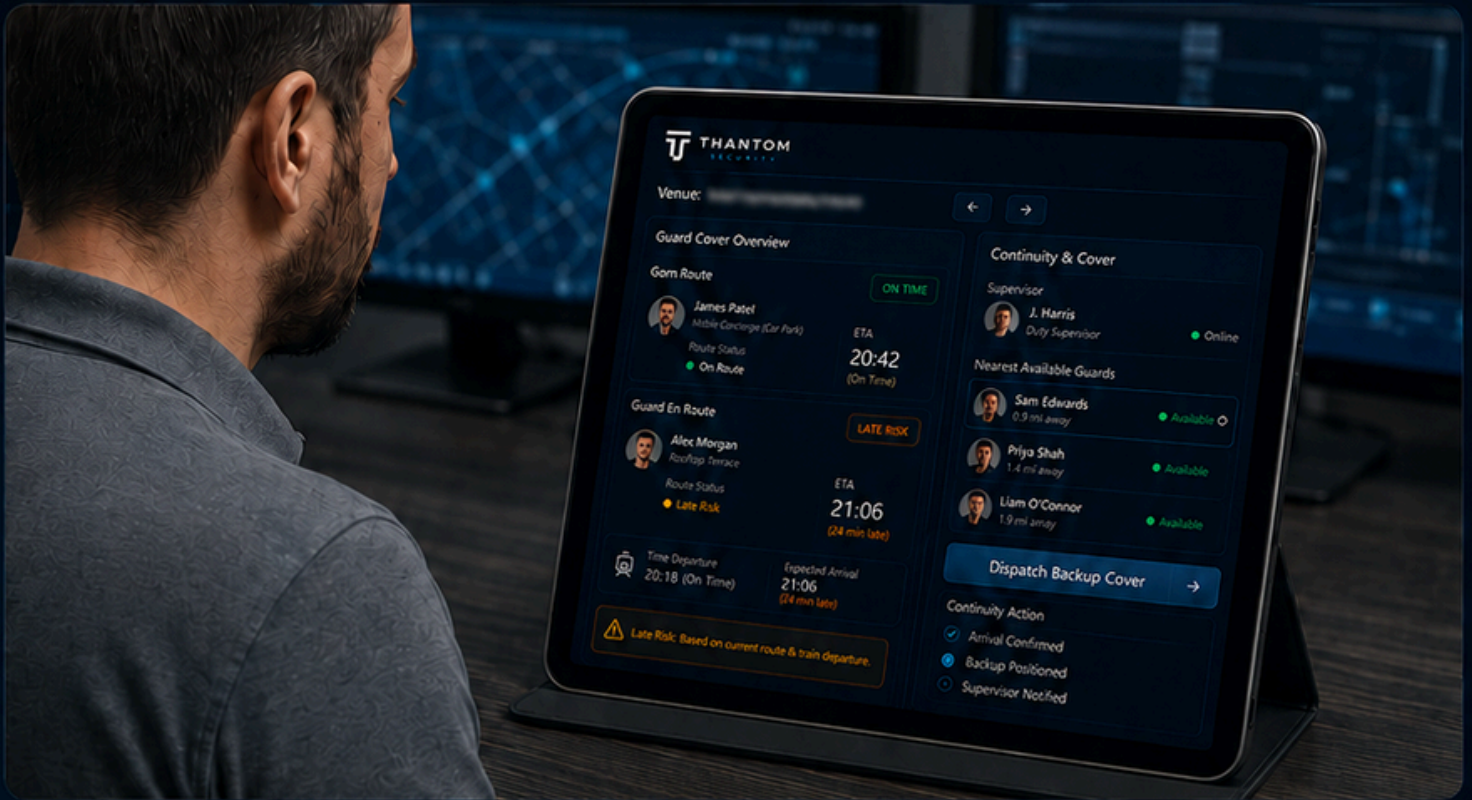 THANTOM
SECURITY
Venue:
Guard Cover Overview
Gorn Route
ON TIME
James Patel
Mobile Concierge (Car Park)
Route Status
On Route
ETA
20:42
(On Time)
Guard En Route
LATE RISK
Alex Morgan
Rooftop Terrace
Route Status
Late Risk
ETA
21:06
(24 min late)
Time Departure
20:18 (On Time)
Expected Arrival
21:06
(24 min late)
Late Risk: Based on current route & train departure.
Continuity & Cover
Supervisor
J. Harris
Duty Supervisor
Online
Nearest Available Guards
Sam Edwards
0.9 mi away
Available
Priya Shah
1.4 mi away
Available
Liam O'Connor
1.9 mi away
Available
Dispatch Backup Cover
Continuity Action
Arrival Confirmed
Backup Positioned
Supervisor Notified